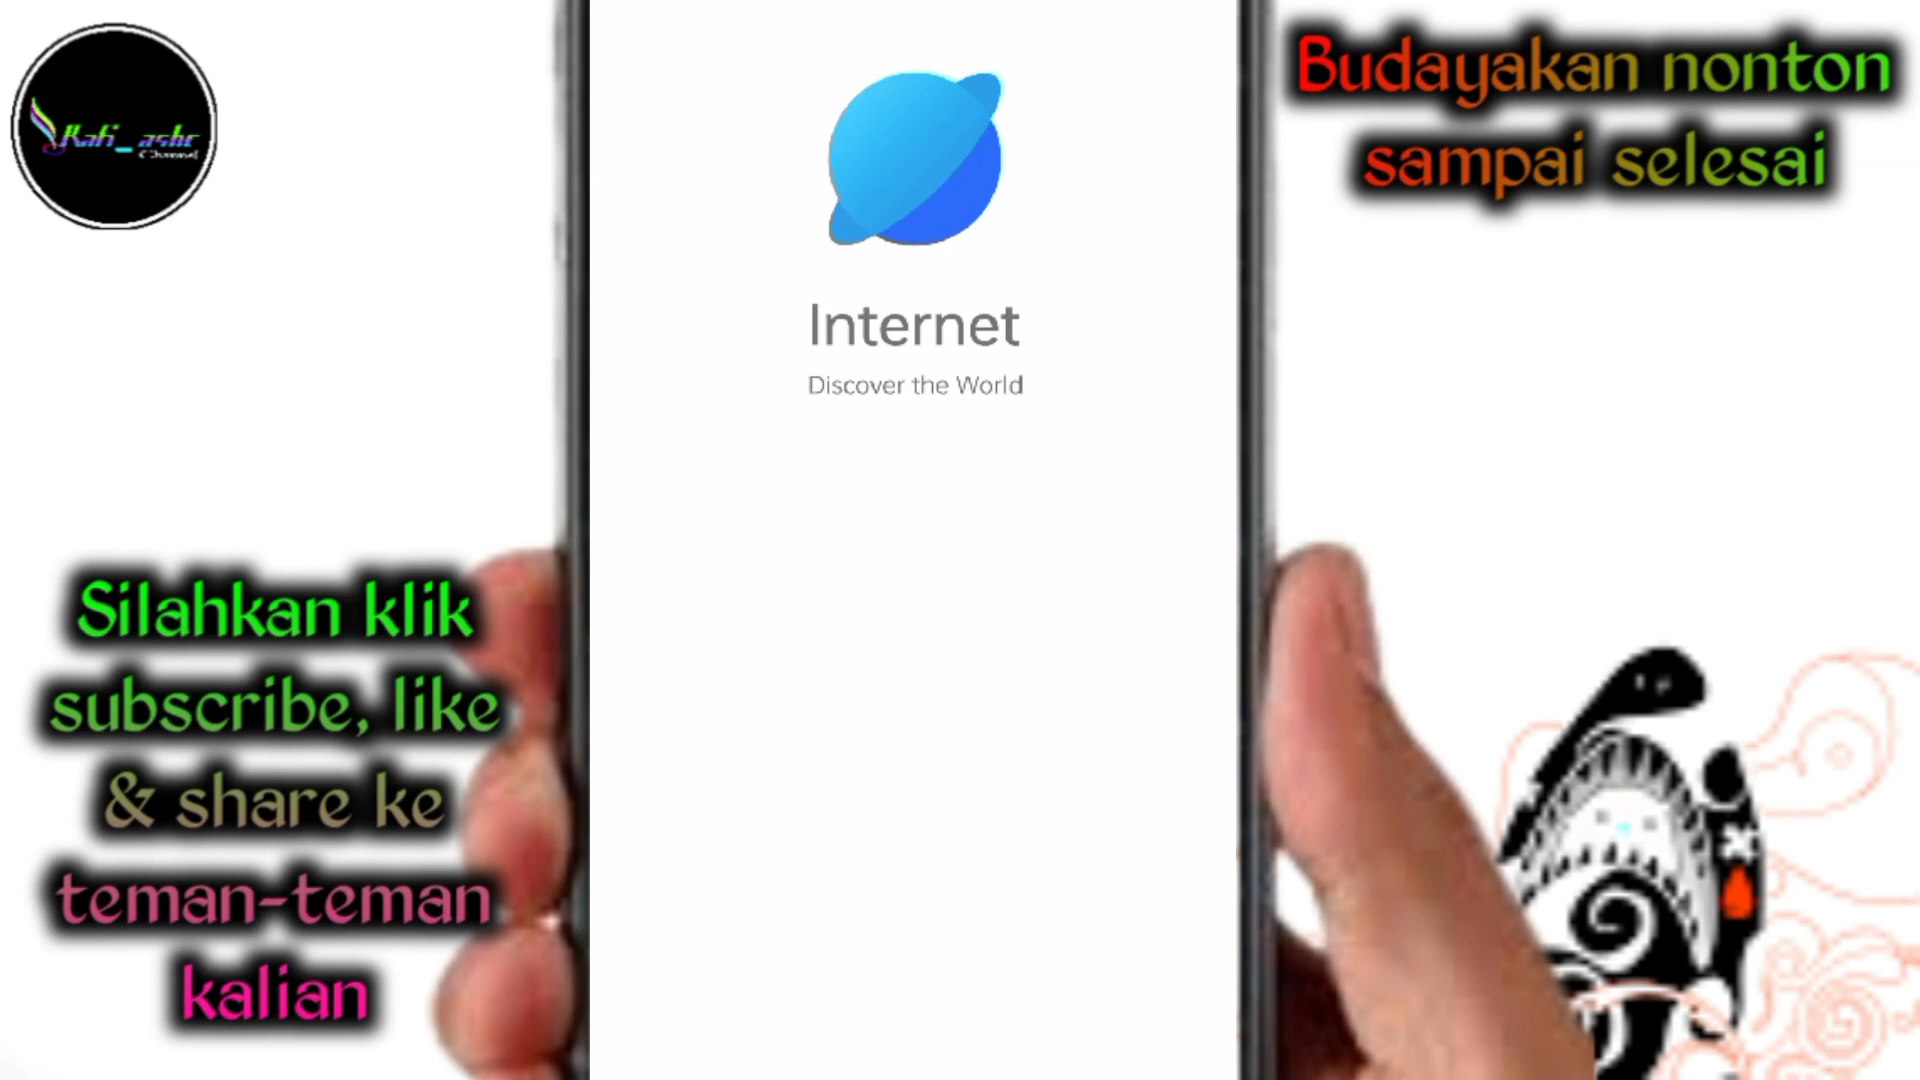 Budayakan nonton
sampai selesai
Internet
Discover the World
Silahkan klik
subscribe, like
& share ke
teman-teman
kalian